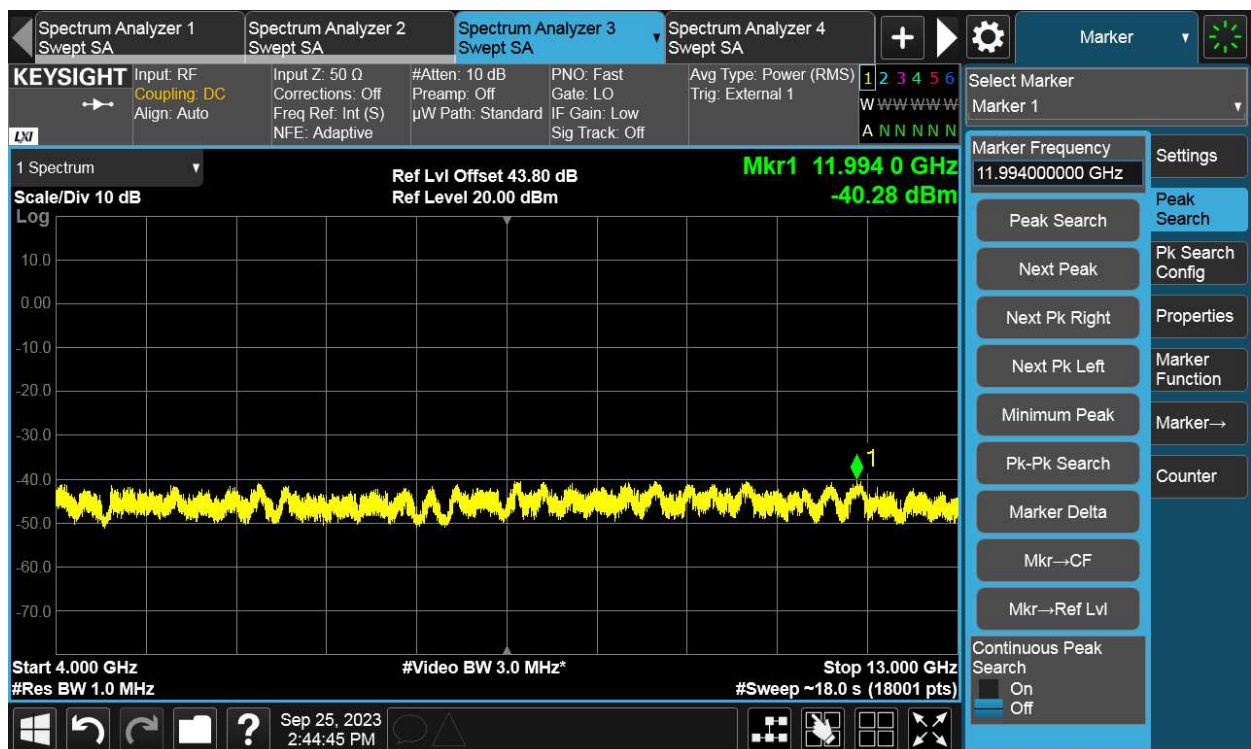 Spectrum Analyzer 1
Swept SA
Spectrum Analyzer 2
Swept SA
Spectrum Analyzer 3
Swept SA
Spectrum Analyzer 4
Swept SA
+
Marker
KEYSIGHT
LXI
Input: RF
Coupling: DC
Align: Auto
Input Z: 50 Ω
Corrections: Off
Freq Ref: Int (S)
NFE: Adaptive
#Atten: 10 dB
Preamp: Off
µW Path: Standard
PNO: Fast
Gate: LO
IF Gain: Low
Sig Track: Off
Avg Type: Power (RMS)
Trig: External 1
1 2 3 4 5 6
W W W W W W
A N N N N N
Select Marker
Marker 1
1 Spectrum
Scale/Div 10 dB
Ref Lvl Offset 43.80 dB
Ref Level 20.00 dBm
Mkr1 11.994 0 GHz
-40.28 dBm
Log
10.0
0.00
-10.0
-20.0
-30.0
-40.0
-50.0
-60.0
-70.0
1
Start 4.000 GHz
#Res BW 1.0 MHz
#Video BW 3.0 MHz*
Stop 13.000 GHz
#Sweep ~18.0 s (18001 pts)
Marker Frequency
11.994000000 GHz
Peak Search
Next Peak
Next Pk Right
Next Pk Left
Minimum Peak
Pk-Pk Search
Marker Delta
Mkr→CF
Mkr→Ref Lvl
Continuous Peak
Search
On
Off
Settings
Peak
Search
Pk Search
Config
Properties
Marker
Function
Marker→
Counter
?
Sep 25, 2023
2:44:45 PM